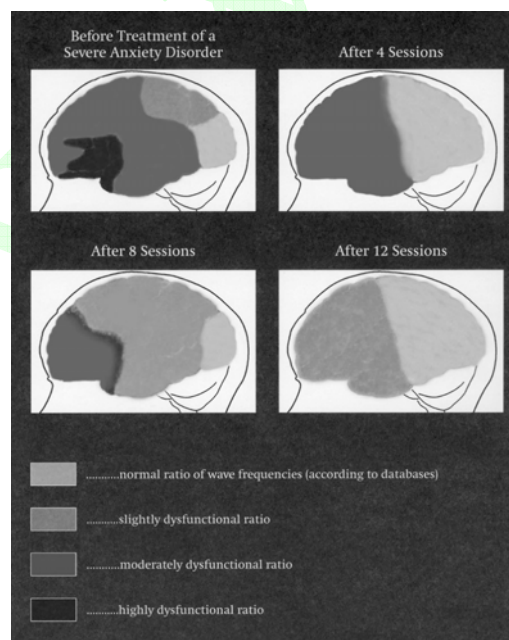 Before Treatment of a
Severe Anxiety Disorder
After 4 Sessions
After 8 Sessions
After 12 Sessions
...........normal ratio of wave frequencies (according to databases)
...........slightly dysfunctional ratio
...........moderately dysfunctional ratio
...........highly dysfunctional ratio